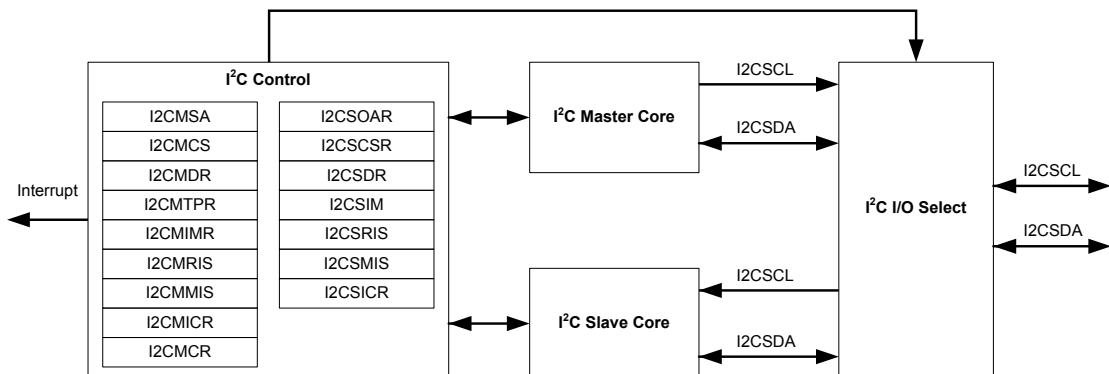 I²C Control
I2CMSA
I2CMCS
I2CMDR
I2CMTPR
I2CMIMR
I2CMRIS
I2CMMIS
I2CMICR
I2CMCR
I2CSOAR
I2CSCSR
I2CSDR
I2CSIM
I2CSRIS
I2CSMIS
I2CSICR
Interrupt
I²C Master Core
I2CSCL
I2CSDA
I²C Slave Core
I2CSCL
I2CSDA
I²C I/O Select
I2CSCL
I2CSDA